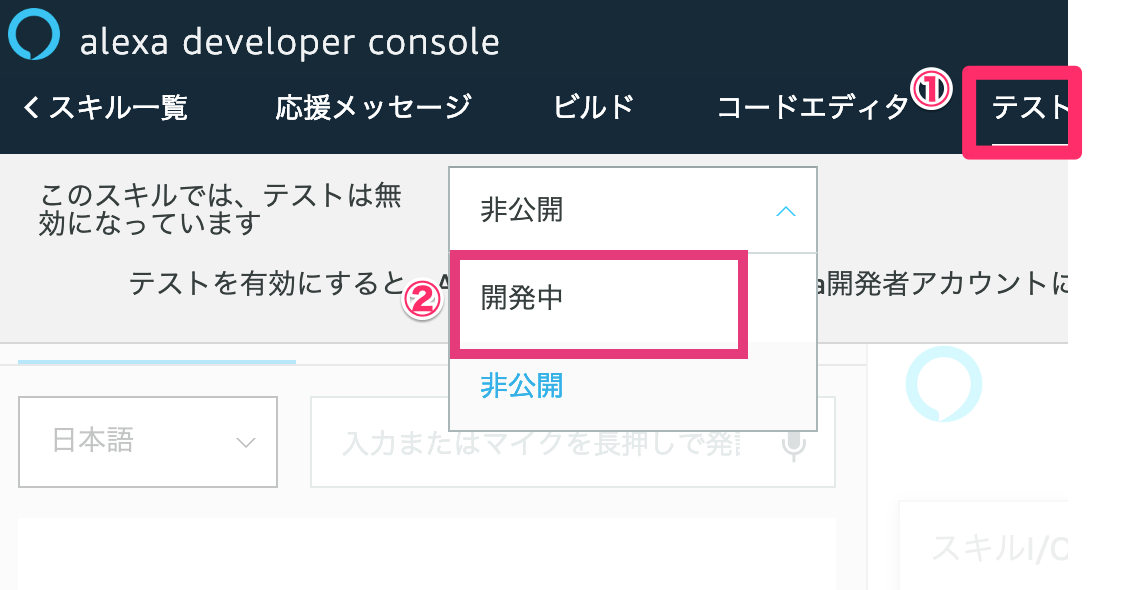 alexa developer console
スキル一覧 応援メッセージ ビルド コードエディタ ① テスト
このスキルでは、テストは無
効になっています
非公開
テストを有効にすると、A
② 開発中
a開発者アカウントに
非公開
日本語
入力またはマイクを長押しで発
スキルI/O